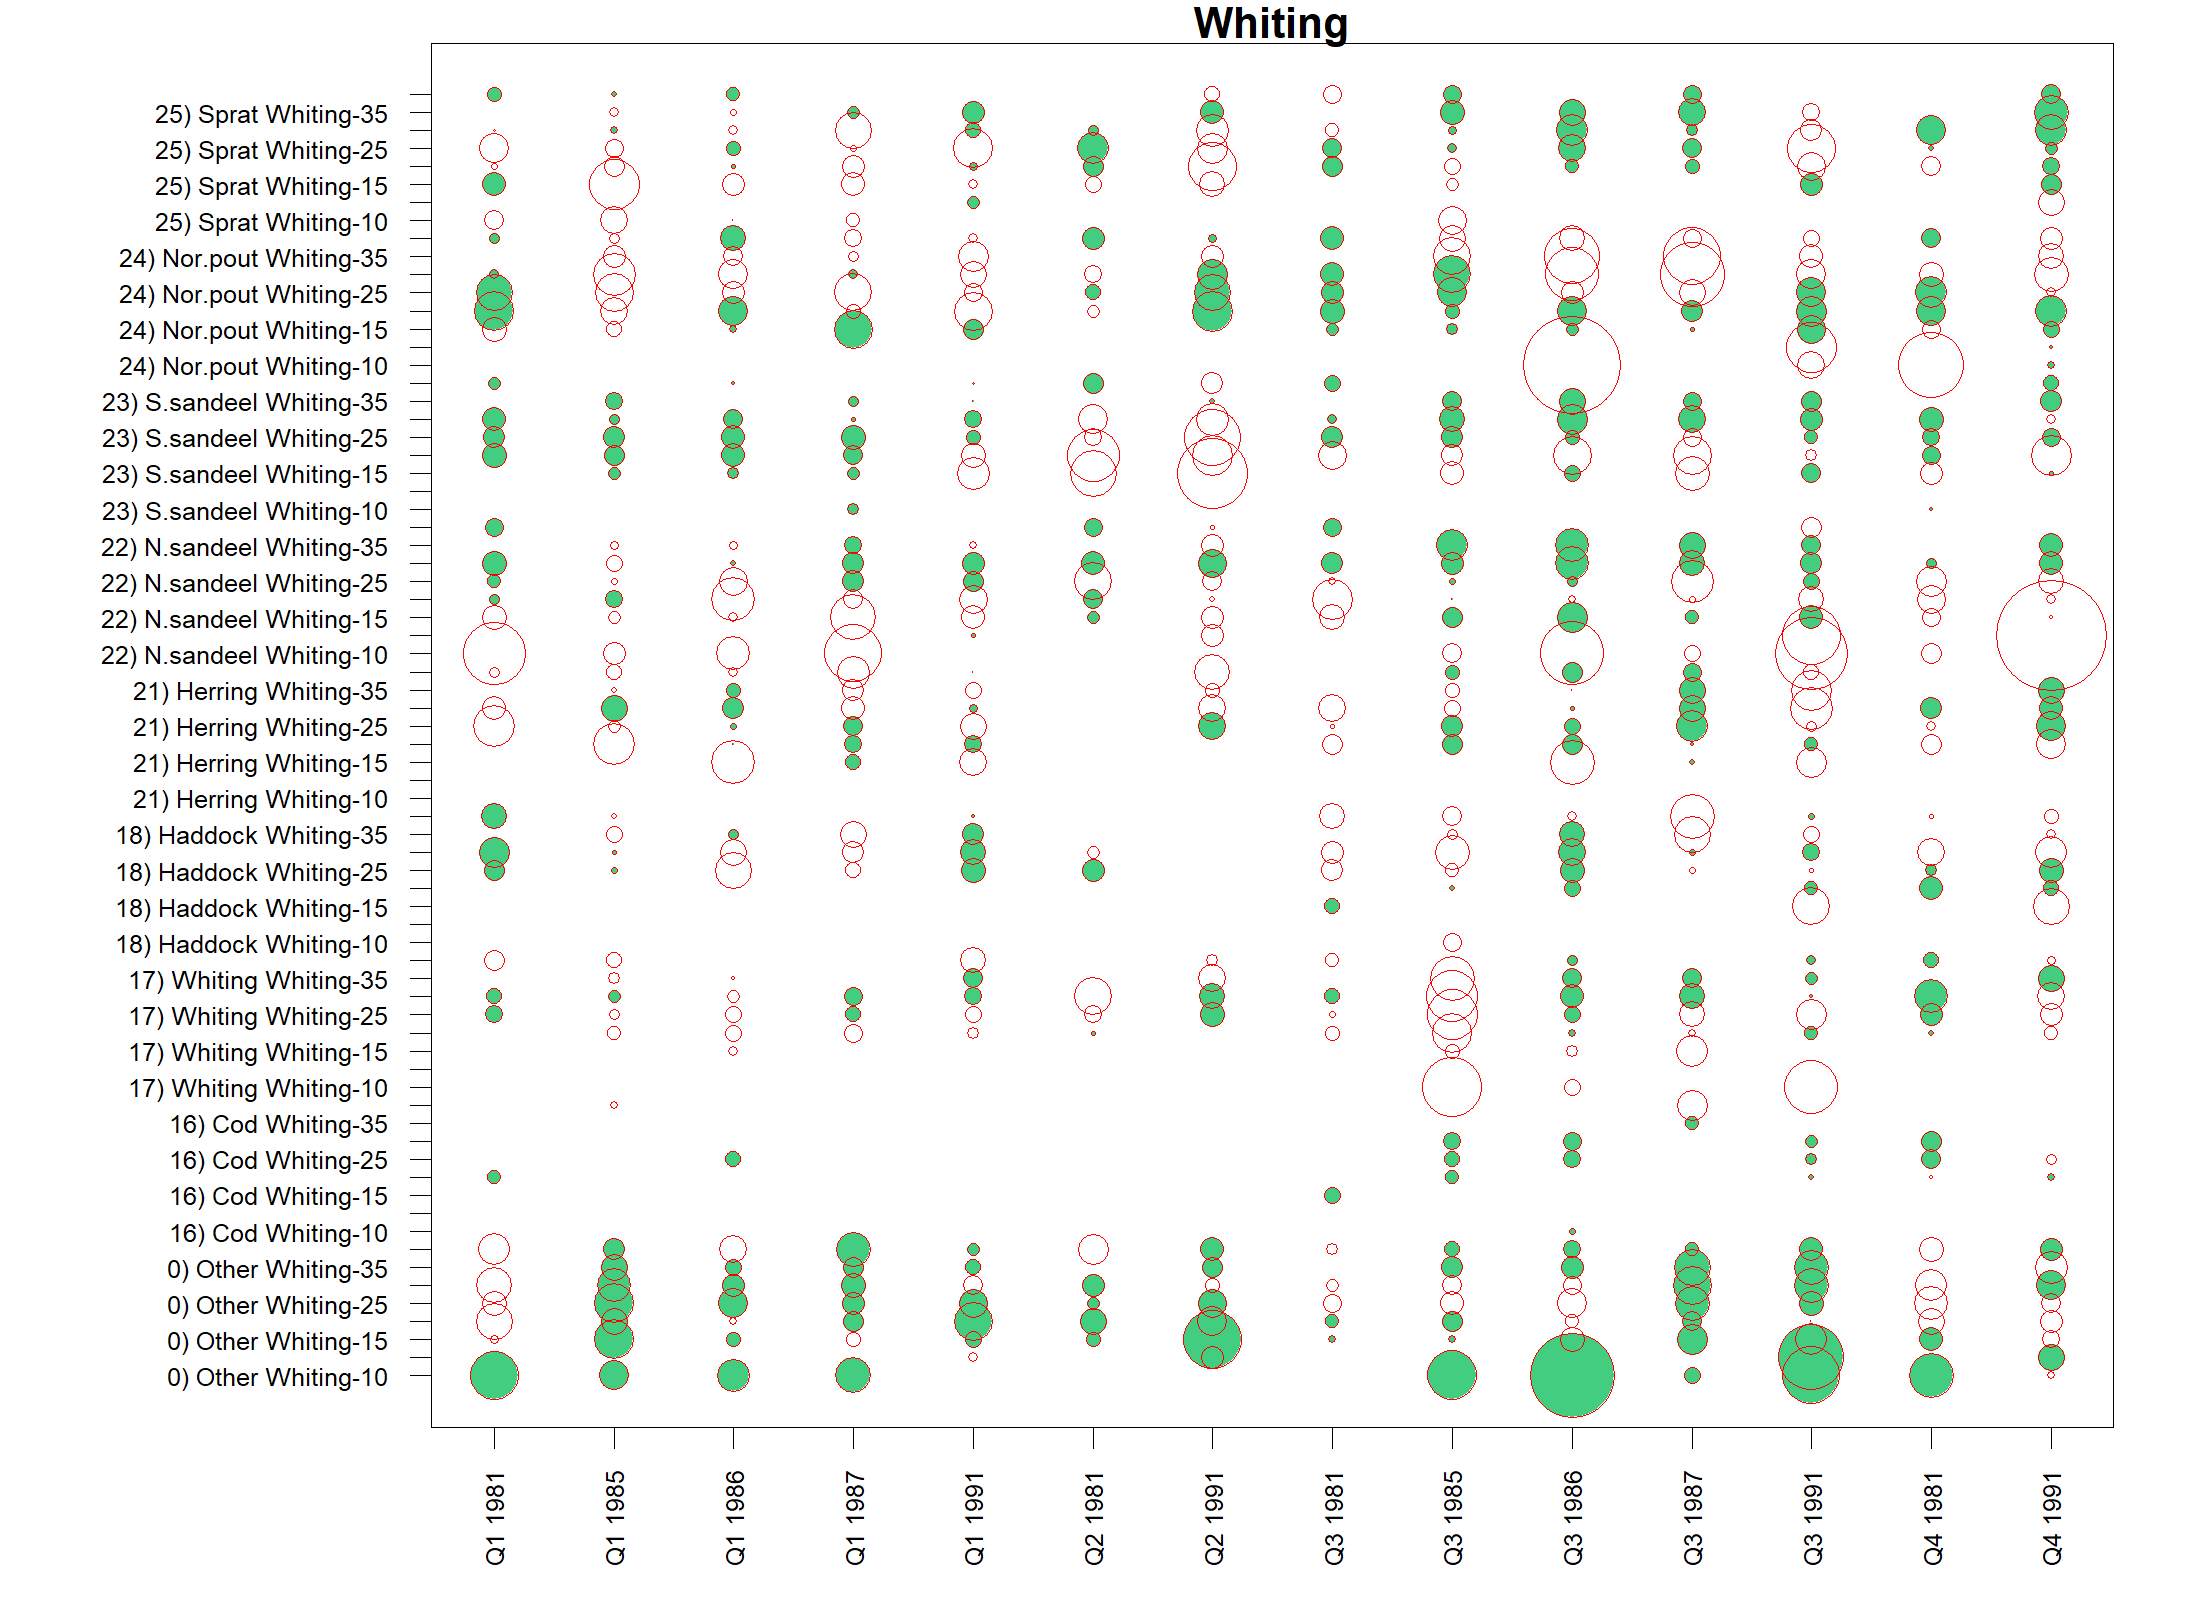 Whiting
25) Sprat Whiting-35
25) Sprat Whiting-25
25) Sprat Whiting-15
25) Sprat Whiting-10
24) Nor.pout Whiting-35
24) Nor.pout Whiting-25
24) Nor.pout Whiting-15
24) Nor.pout Whiting-10
23) S.sandeel Whiting-35
23) S.sandeel Whiting-25
23) S.sandeel Whiting-15
23) S.sandeel Whiting-10
22) N.sandeel Whiting-35
22) N.sandeel Whiting-25
22) N.sandeel Whiting-15
22) N.sandeel Whiting-10
21) Herring Whiting-35
21) Herring Whiting-25
21) Herring Whiting-15
21) Herring Whiting-10
18) Haddock Whiting-35
18) Haddock Whiting-25
18) Haddock Whiting-15
18) Haddock Whiting-10
17) Whiting Whiting-35
17) Whiting Whiting-25
17) Whiting Whiting-15
17) Whiting Whiting-10
16) Cod Whiting-35
16) Cod Whiting-25
16) Cod Whiting-15
16) Cod Whiting-10
0) Other Whiting-35
0) Other Whiting-25
0) Other Whiting-15
0) Other Whiting-10
Q1 1981
Q1 1985
Q1 1986
Q1 1987
Q1 1991
Q2 1981
Q2 1991
Q3 1981
Q3 1985
Q3 1986
Q3 1987
Q3 1991
Q4 1981
Q4 1991